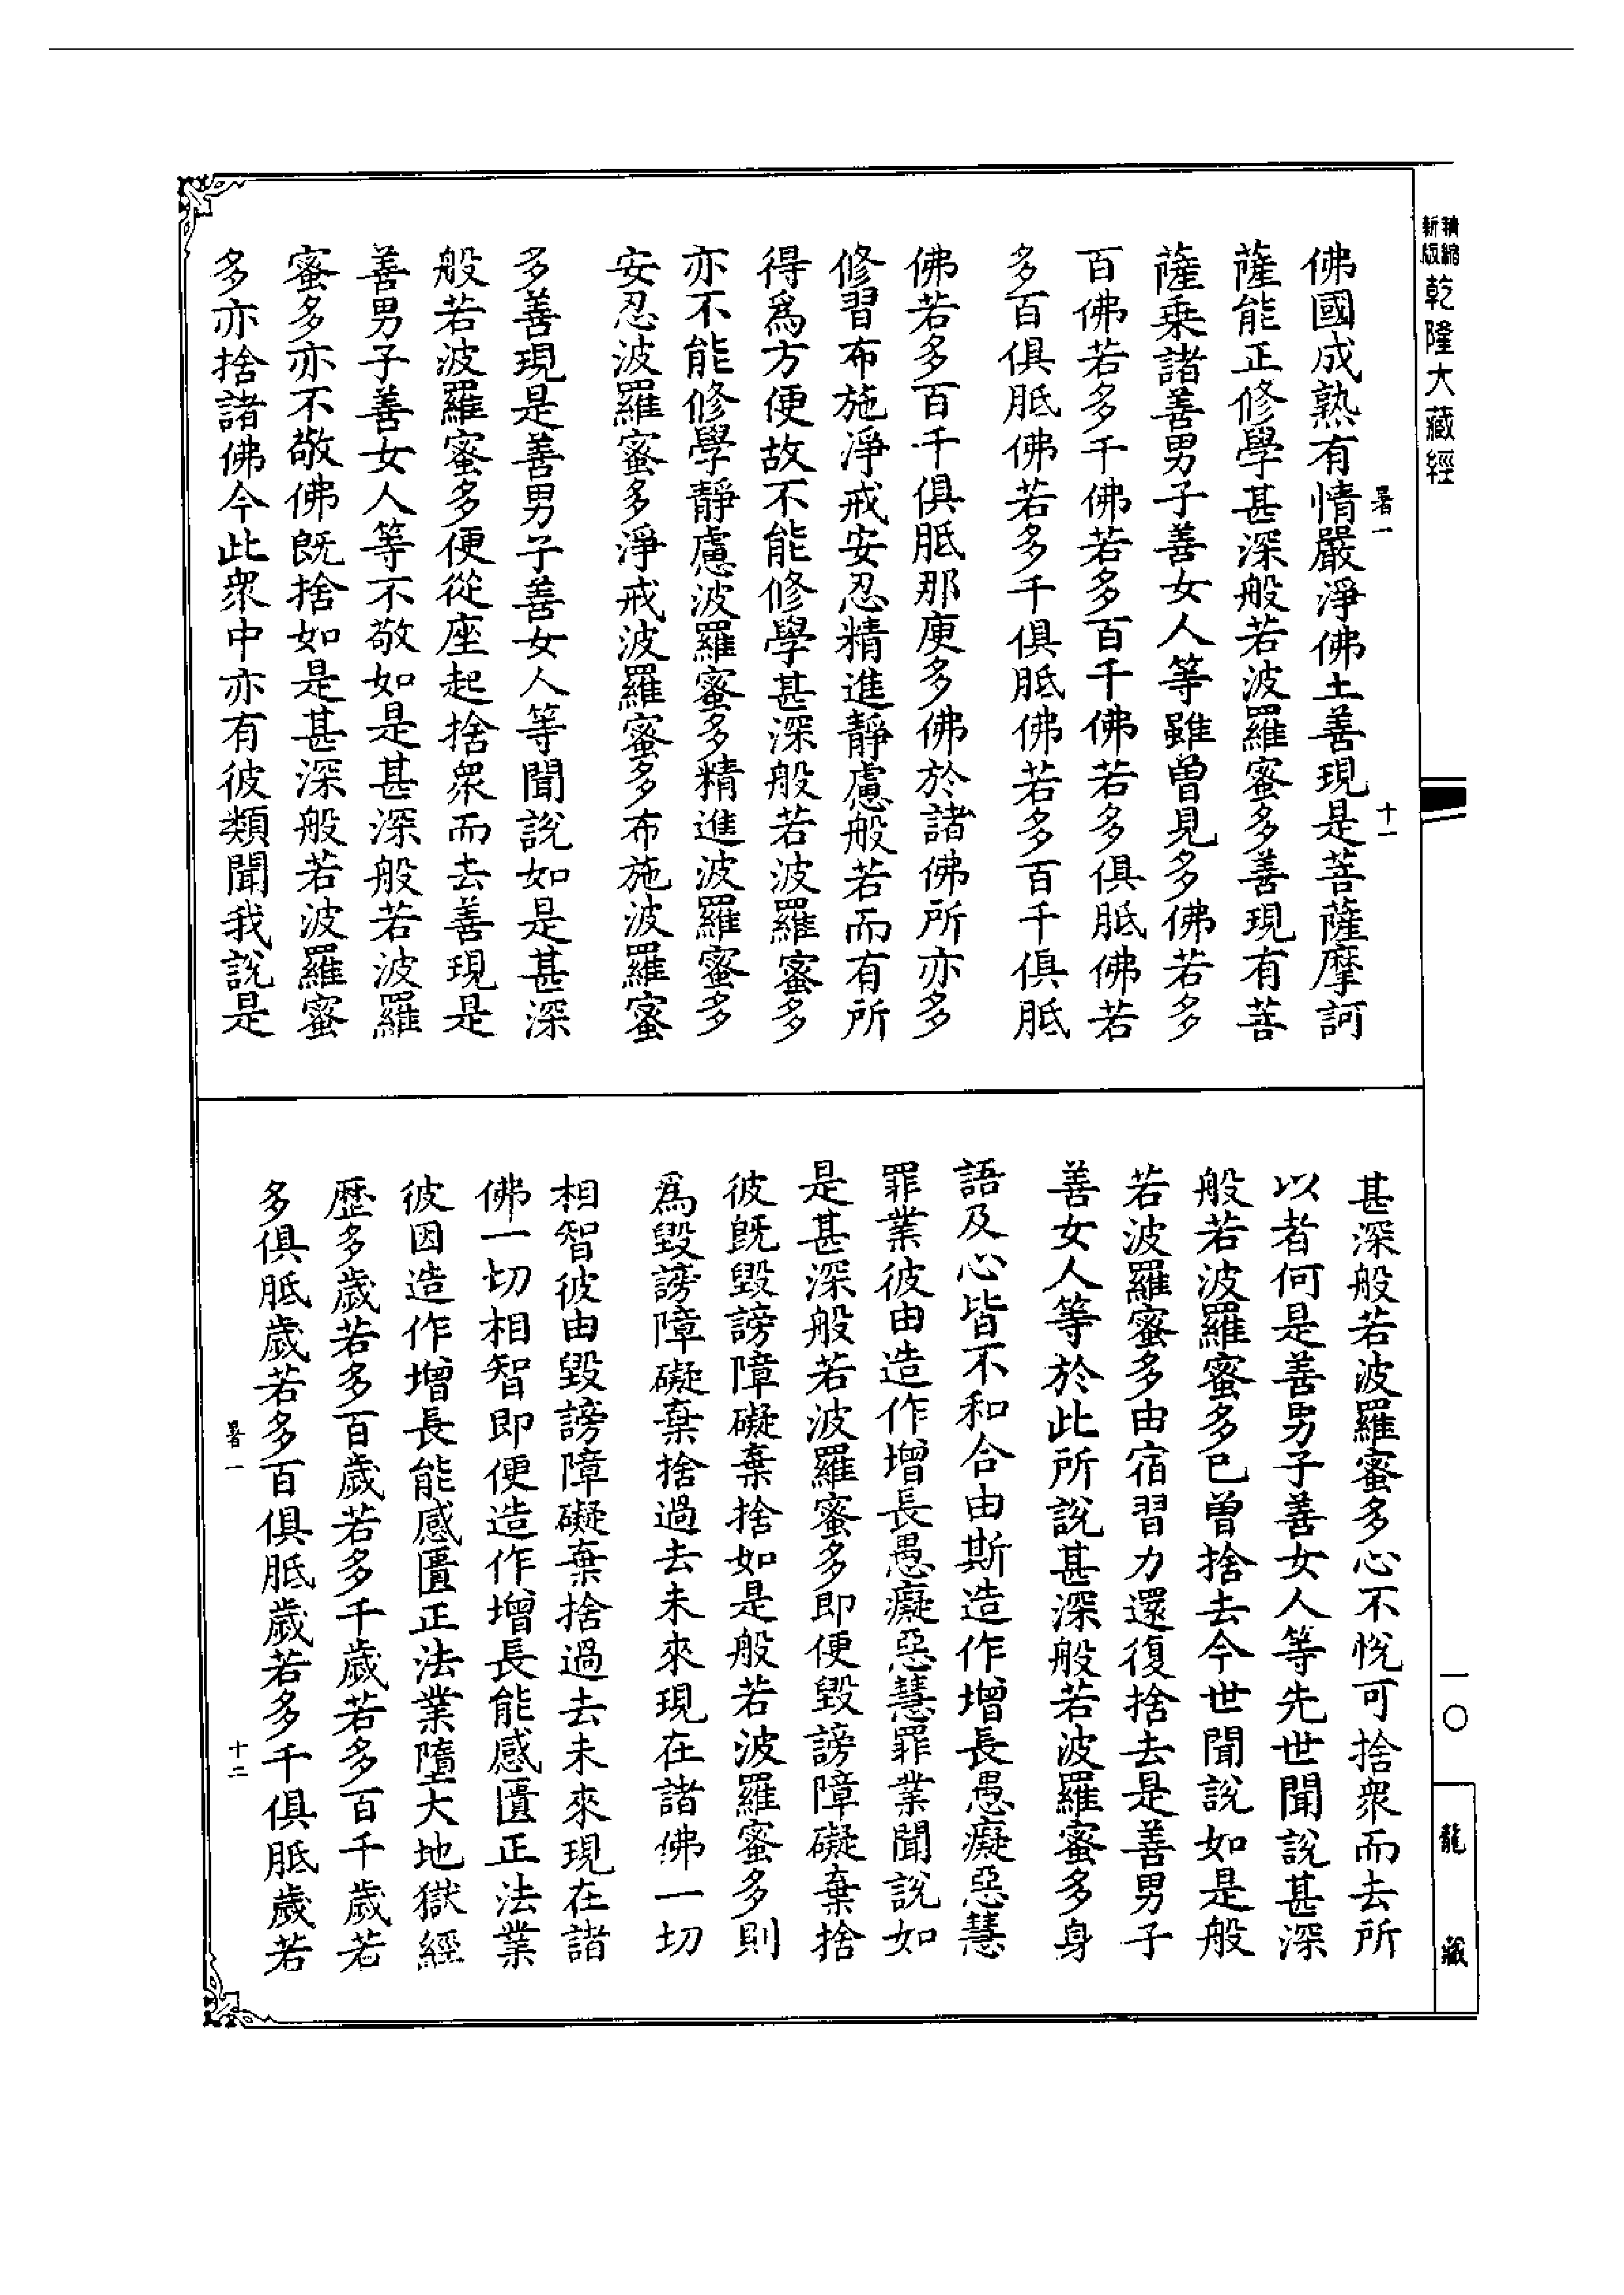 精縮新版乾隆大藏經
一〇
龍藏
暑一
十一
佛國成熟有情嚴淨佛土善現是菩薩摩訶
薩能正修學甚深般若波羅蜜多善現有菩
薩乗諸善男子善女人等雖曽見多佛若多
百佛若多千佛若多百千佛若多俱胝佛若
多百俱胝佛若多千俱胝佛若多百千俱胝
佛若多百千俱胝那庾多佛於諸佛所亦多
修習布施淨戒安忍精進靜慮般若而有所
得爲方便故不能修學甚深般若波羅蜜多
亦不能修學靜慮波羅蜜多精進波羅蜜多
安忍波羅蜜多淨戒波羅蜜多布施波羅蜜
多善現是善男子善女人等聞説如是甚深
般若波羅蜜多便從座起捨衆而去善現是
善男子善女人等不敬如是甚深般若波羅
蜜多亦不敬佛旣捨如是甚深般若波羅蜜
多亦捨諸佛今此衆中亦有彼類聞我説是
甚深般若波羅蜜多心不悅可捨衆而去所
以者何是善男子善女人等先世聞説甚深
般若波羅蜜多已曽捨去今世聞説如是般
若波羅蜜多由宿習力還復捨去是善男子
善女人等於此所説甚深般若波羅蜜多身
語及心皆不和合由斯造作增長愚癡惡慧
罪業彼由造作增長愚癡惡慧罪業聞説如
是甚深般若波羅蜜多即便毀謗障礙棄捨
彼旣毀謗障礙棄捨如是般若波羅蜜多則
爲毀謗障礙棄捨過去未來現在諸佛一切
相智彼由毀謗障礙棄捨過去未來現在諸
佛一切相智即便造作增長能感匱正法業
彼因造作增長能感匱正法業墮大地獄經
歷多歲若多百歲若多千歲若多百千歲若
多俱胝歲若多百俱胝歲若多千俱胝歲若
暑一
十二